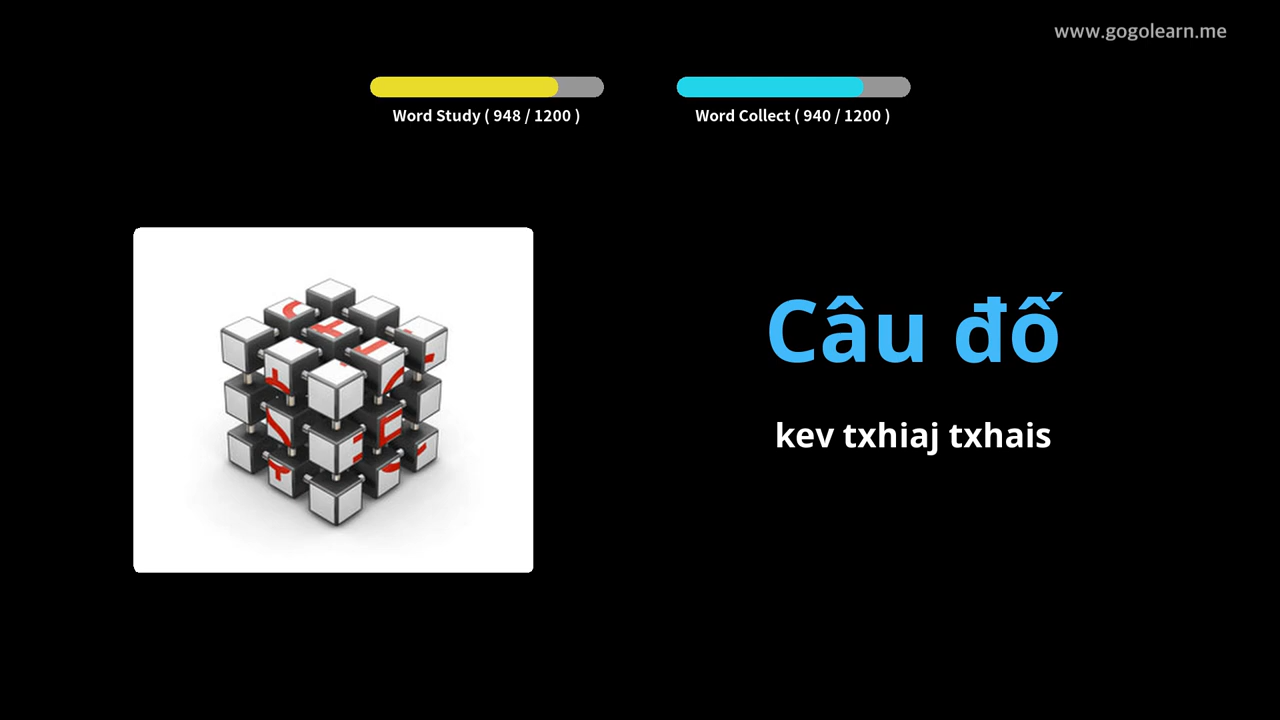 www.gogolearn.me
Word Study ( 948 / 1200 )
Word Collect ( 940 / 1200 )
Câu đố
kev txhiaj txhais